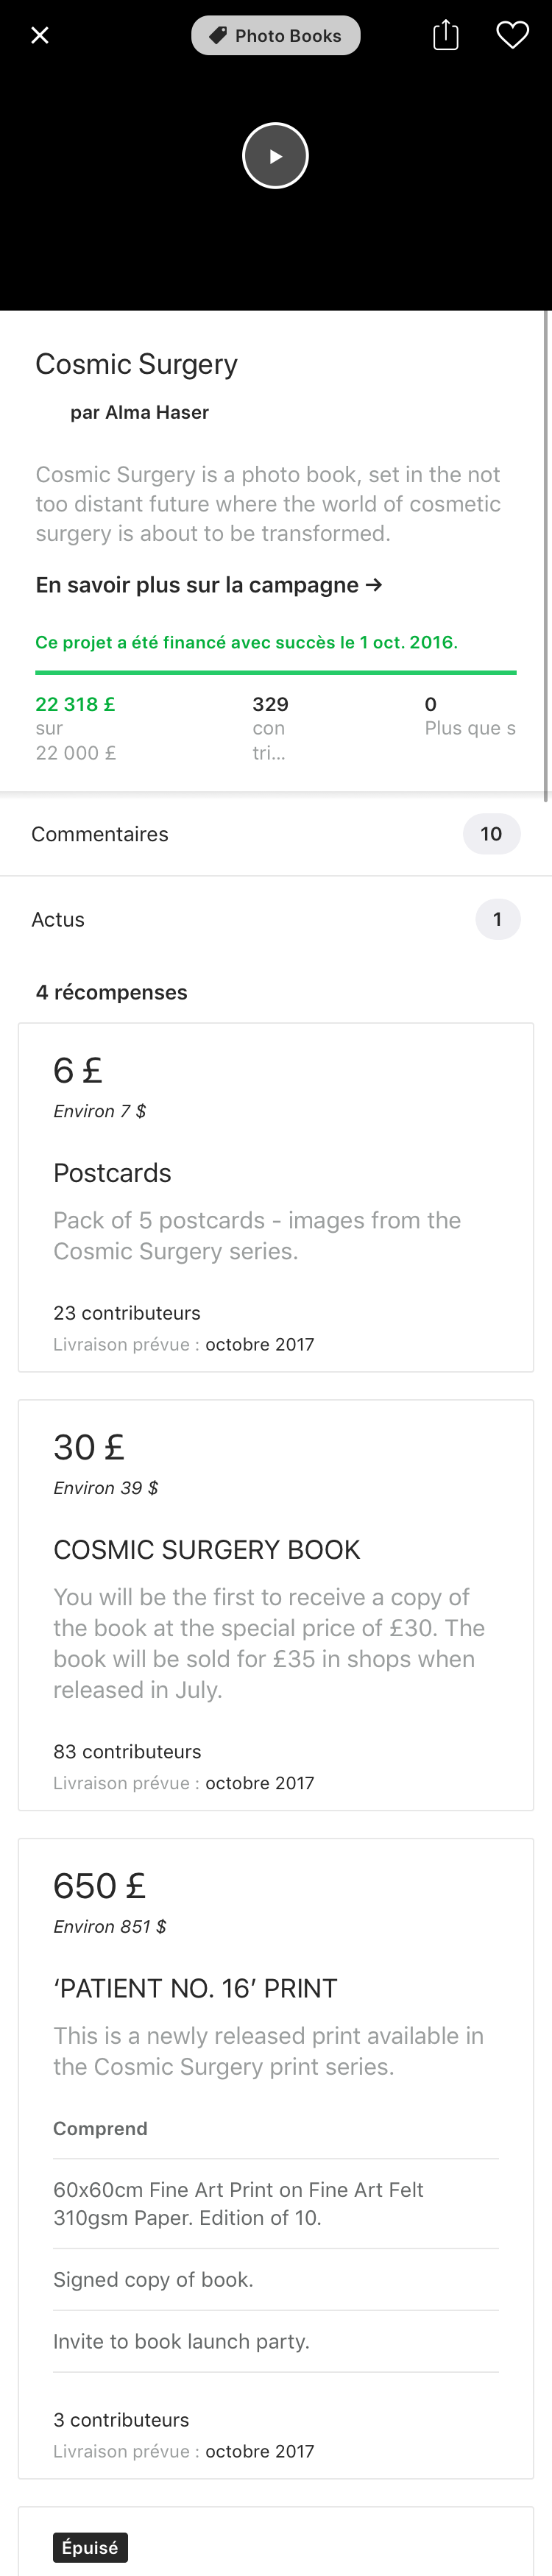 Photo Books
Cosmic Surgery
par Alma Haser
Cosmic Surgery is a photo book, set in the not
too distant future where the world of cosmetic
surgery is about to be transformed.
En savoir plus sur la campagne →
Ce projet a été financé avec succès le 1 oct. 2016.
22 318 £
sur
22 000 £
329
con
tri...
0
Plus que s
Commentaires
10
Actus
1
4 récompenses
6 £
Environ 7 $
Postcards
Pack of 5 postcards - images from the
Cosmic Surgery series.
23 contributeurs
Livraison prévue : octobre 2017
30 £
Environ 39 $
COSMIC SURGERY BOOK
You will be the first to receive a copy of
the book at the special price of £30. The
book will be sold for £35 in shops when
released in July.
83 contributeurs
Livraison prévue : octobre 2017
650 £
Environ 851 $
‘PATIENT NO. 16’ PRINT
This is a newly released print available in
the Cosmic Surgery print series.
Comprend
60x60cm Fine Art Print on Fine Art Felt
310gsm Paper. Edition of 10.
Signed copy of book.
Invite to book launch party.
3 contributeurs
Livraison prévue : octobre 2017
Épuisé